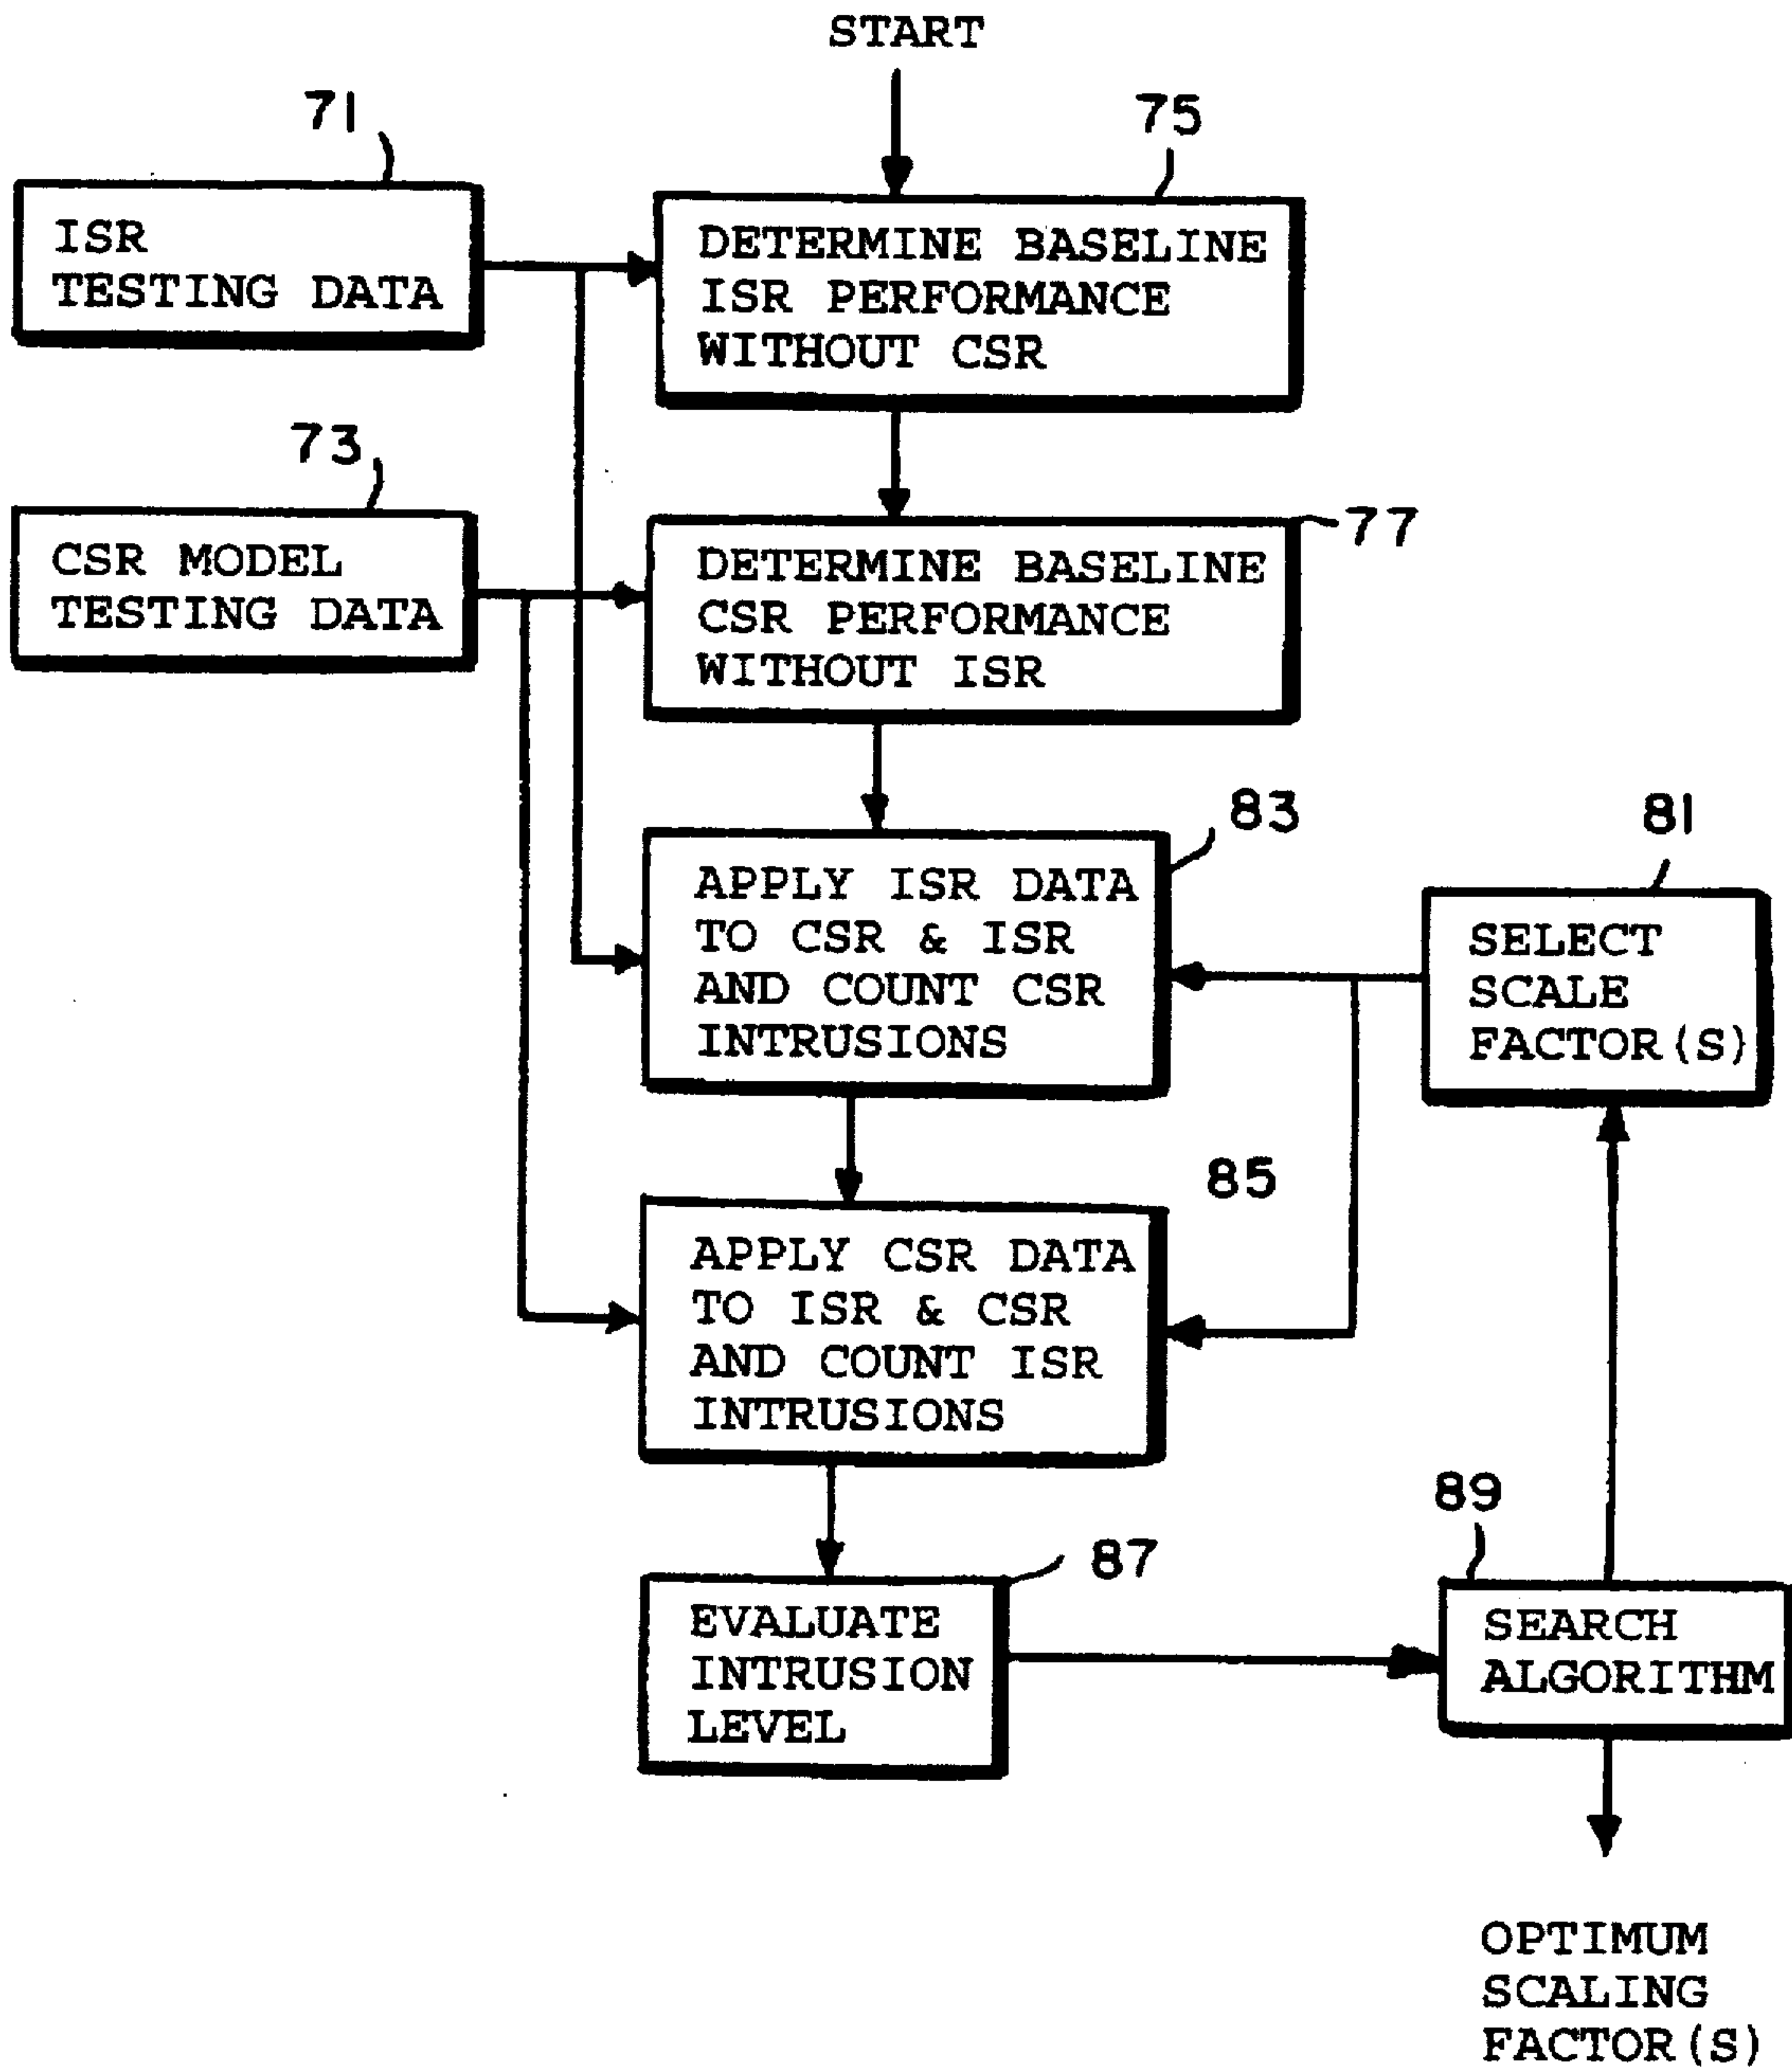 START
71
75
ISR
TESTING DATA
DETERMINE BASELINE
ISR PERFORMANCE
WITHOUT CSR
73
77
CSR MODEL
TESTING DATA
DETERMINE BASELINE
CSR PERFORMANCE
WITHOUT ISR
83
81
APPLY ISR DATA
TO CSR & ISR
AND COUNT CSR
INTRUSIONS
SELECT
SCALE
FACTOR(S)
85
APPLY CSR DATA
TO ISR & CSR
AND COUNT ISR
INTRUSIONS
89
87
EVALUATE
INTRUSION
LEVEL
SEARCH
ALGORITHM
OPTIMUM
SCALING
FACTOR(S)